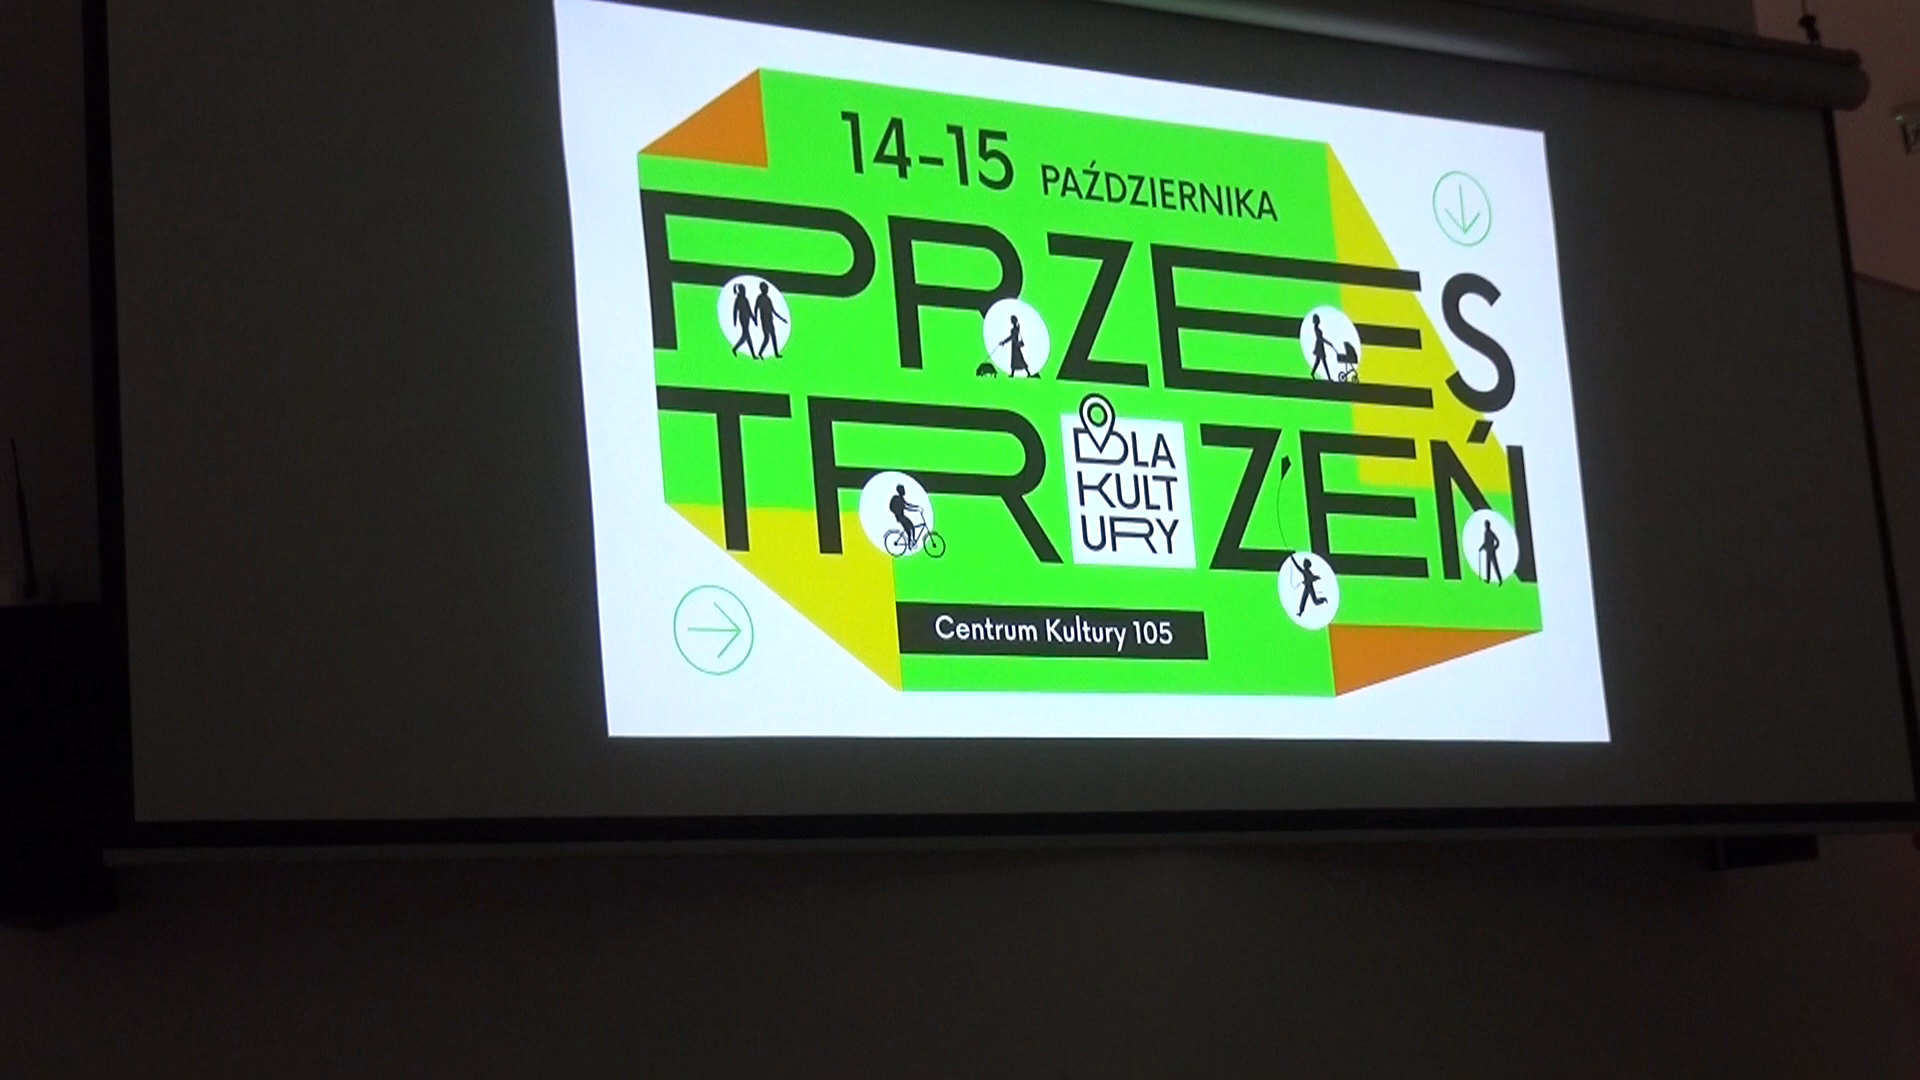 14-15 PAŹDZIERNIKA
PRZES
TRZEŃ
DLA
KULT
URY
Centrum Kultury 105